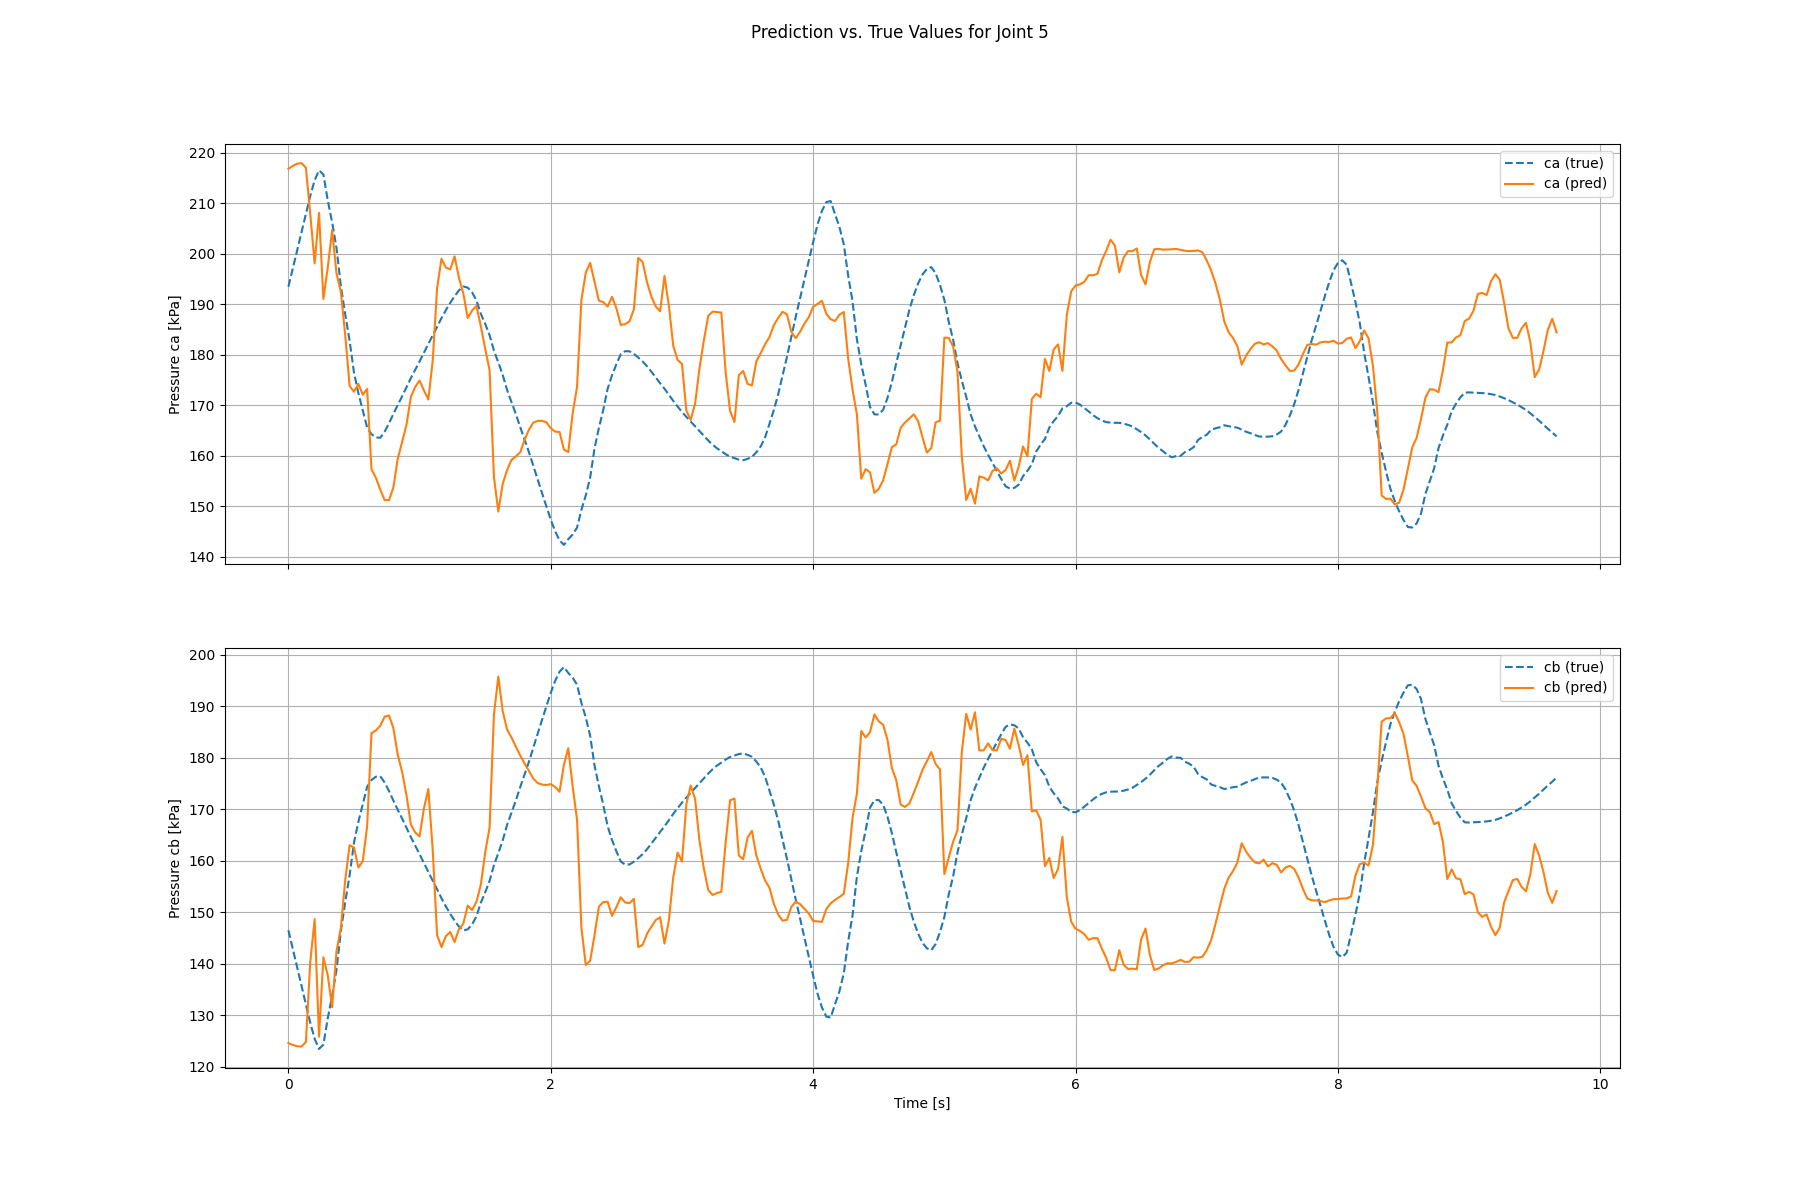 Prediction vs. True Values for Joint 5
220
210
200
190
180
170
160
150
140
Pressure ca [kPa]
ca (true)
ca (pred)
200
190
180
170
160
150
140
130
120
Pressure cb [kPa]
cb (true)
cb (pred)
0 2 4 6 8 10
Time [s]